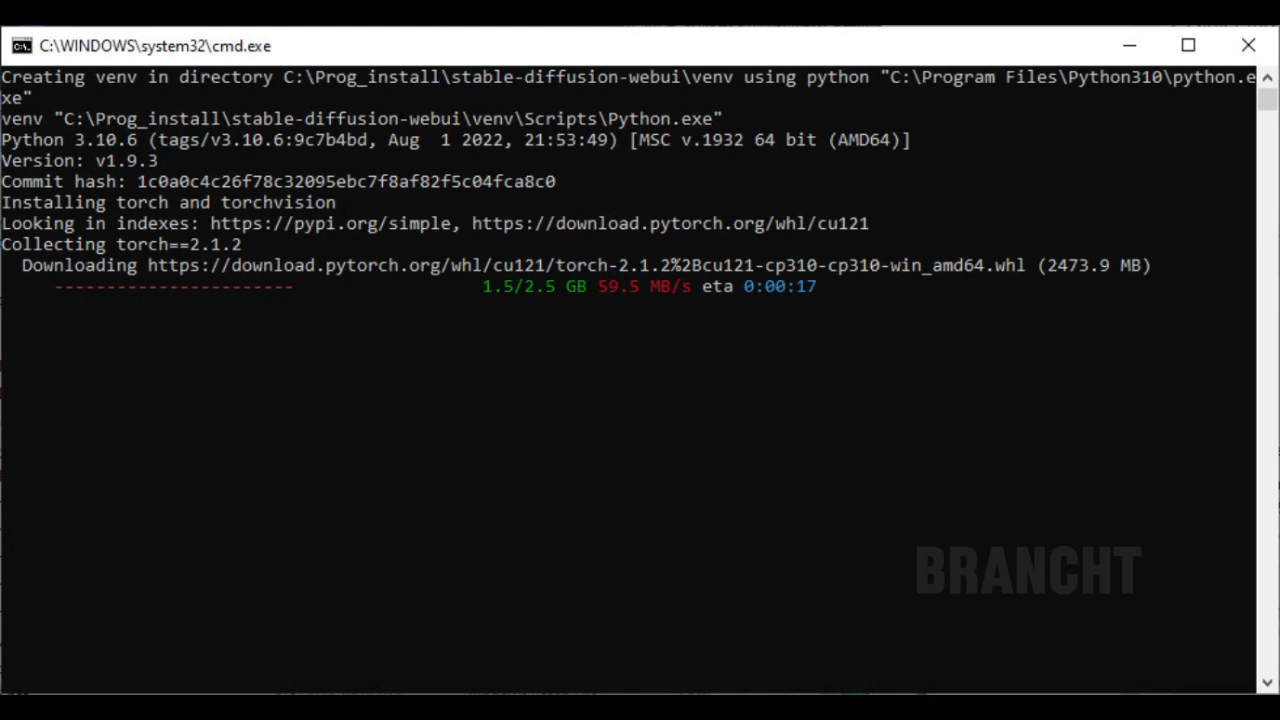 C:\WINDOWS\system32\cmd.exe
Creating venv in directory C:\Prog_install\stable-diffusion-webui\venv using python "C:\Program Files\Python310\python.e
xe"
venv "C:\Prog_install\stable-diffusion-webui\venv\Scripts\Python.exe"
Python 3.10.6 (tags/v3.10.6:9c7b4bd, Aug  1 2022, 21:53:49) [MSC v.1932 64 bit (AMD64)]
Version: v1.9.3
Commit hash: 1c0a0c4c26f78c32095ebc7f8af82f5c04fca8c0
Installing torch and torchvision
Looking in indexes: https://pypi.org/simple, https://download.pytorch.org/whl/cu121
Collecting torch==2.1.2
Downloading https://download.pytorch.org/whl/cu121/torch-2.1.2%2Bcu121-cp310-cp310-win_amd64.whl (2473.9 MB)
----------------------- 1.5/2.5 GB 59.5 MB/s eta 0:00:17
BRANCHT